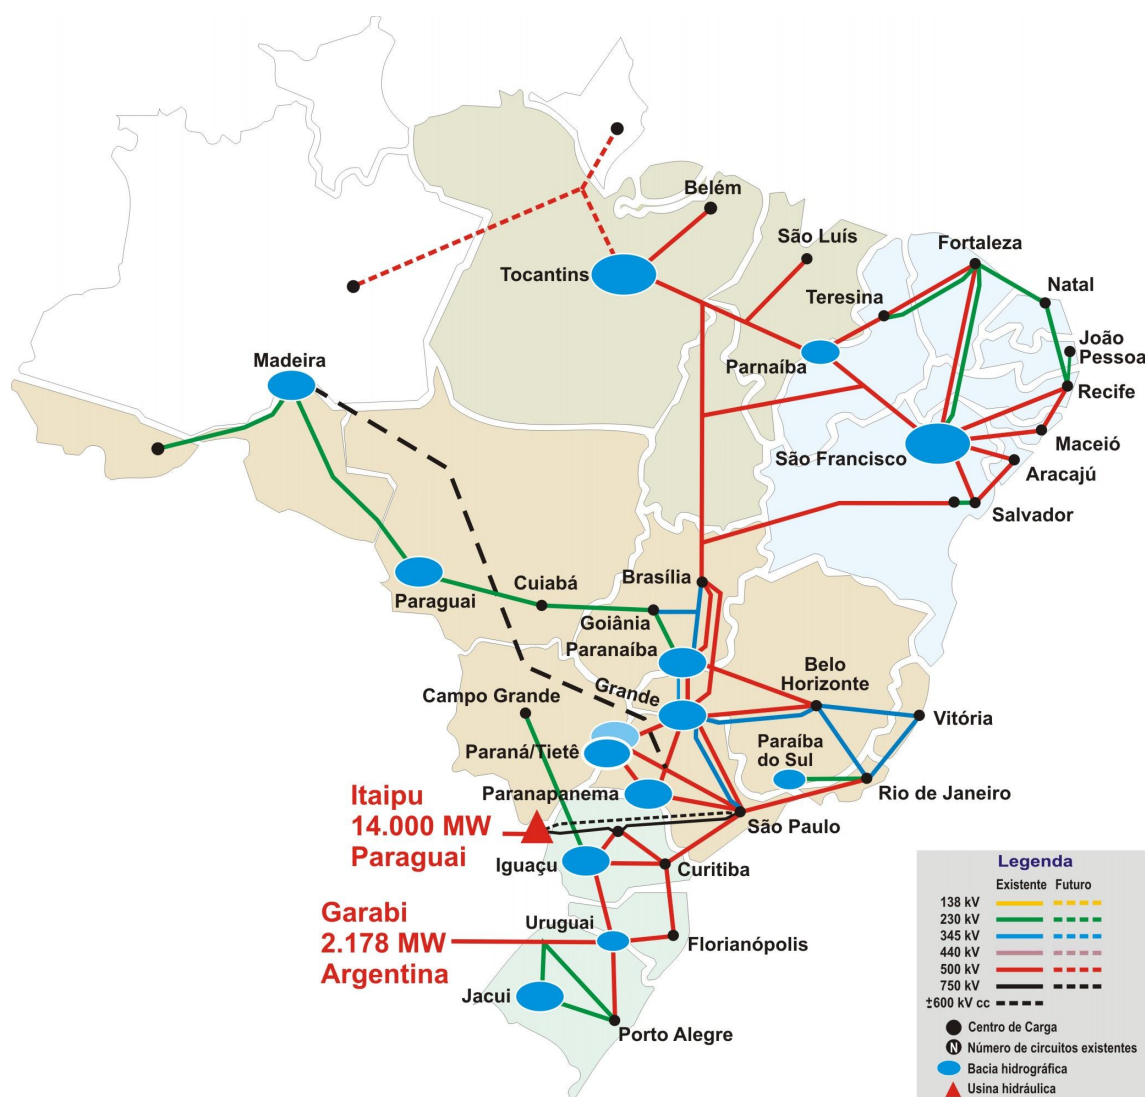 Belém
São Luís
Fortaleza
Tocantins
Teresina
Natal
João
Pessoa
Madeira
Parnaíba
Recife
São Francisco
Maceió
Aracajú
Salvador
Brasília
Cuiabá
Paraguai
Goiânia
Paranaíba
Belo
Horizonte
Campo Grande
Grande
Vitória
Paraná/Tietê
Paraíba
do Sul
Paranapanema
Rio de Janeiro
Itaipu
14.000 MW
Paraguai
São Paulo
Iguaçu
Curitiba
Garabi
2.178 MW
Argentina
Uruguai
Florianópolis
Jacui
Porto Alegre
Legenda
Existente Futuro
138 kV
230 kV
345 kV
440 kV
500 kV
750 kV
±600 kV cc
Centro de Carga
N Número de circuitos existentes
Bacia hidrográfica
Usina hidráulica